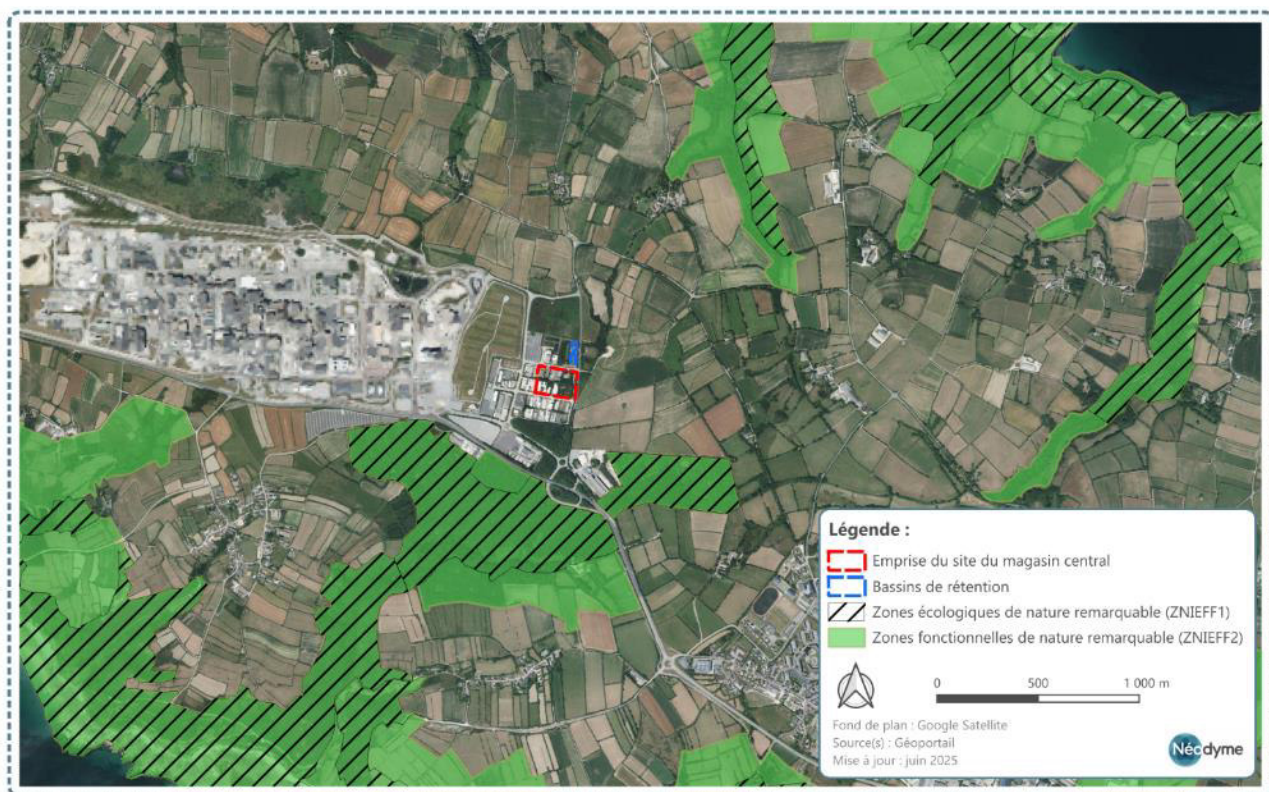 Légende :
Emprise du site du magasin central
Bassins de rétention
Zones écologiques de nature remarquable (ZNIEFF1)
Zones fonctionnelles de nature remarquable (ZNIEFF2)
0 500 1 000 m
Fond de plan : Google Satellite
Source(s) : Géoportail
Mise à jour : juin 2025
Néodyme